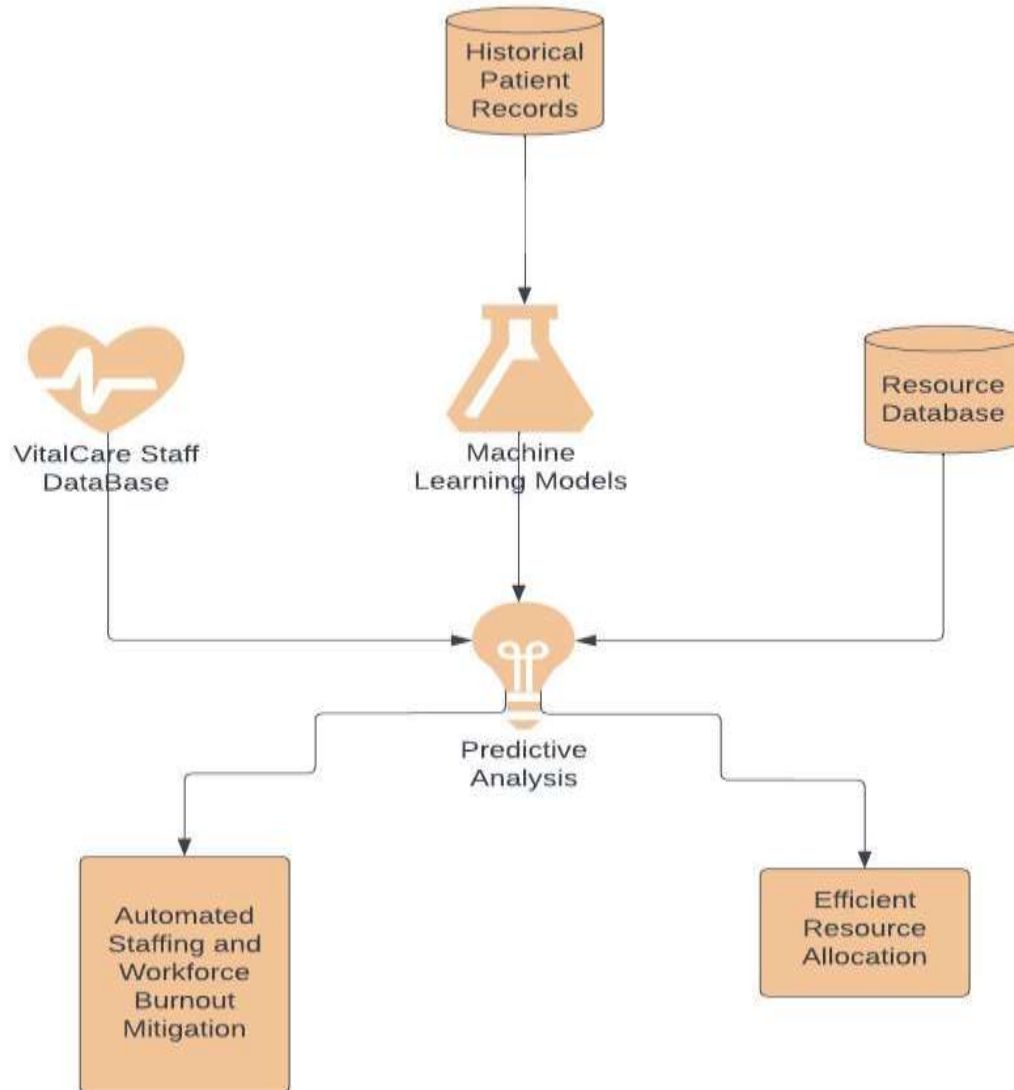 Historical
Patient
Records
VitalCare Staff
DataBase
Machine
Learning Models
Resource
Database
Predictive
Analysis
Automated
Staffing and
Workforce
Burnout
Mitigation
Efficient
Resource
Allocation